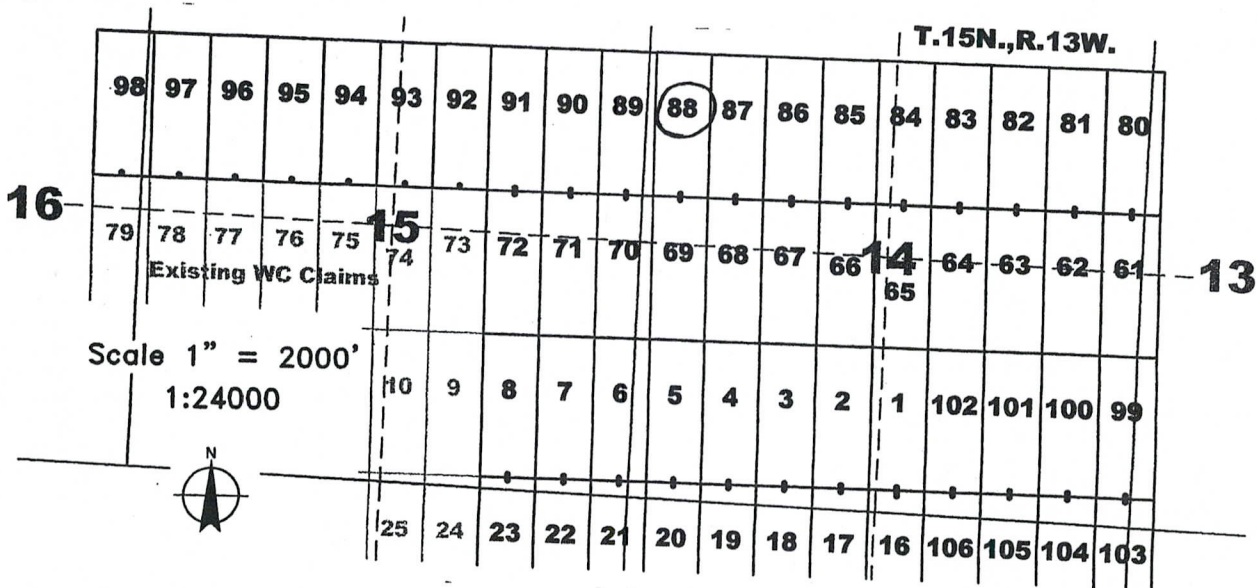 T.15N.,R.13W.
98 97 96 95 94 93 92 91 90 89 88 87 86 85 84 83 82 81 80
16 15 14 13
79 78 77 76 75 74 73 72 71 70 69 68 67 66 65 64 63 62 61
Existing WC Claims
Scale 1" = 2000'
1:24000
10 9 8 7 6 5 4 3 2 1 102 101 100 99
N
25 24 23 22 21 20 19 18 17 16 106 105 104 103